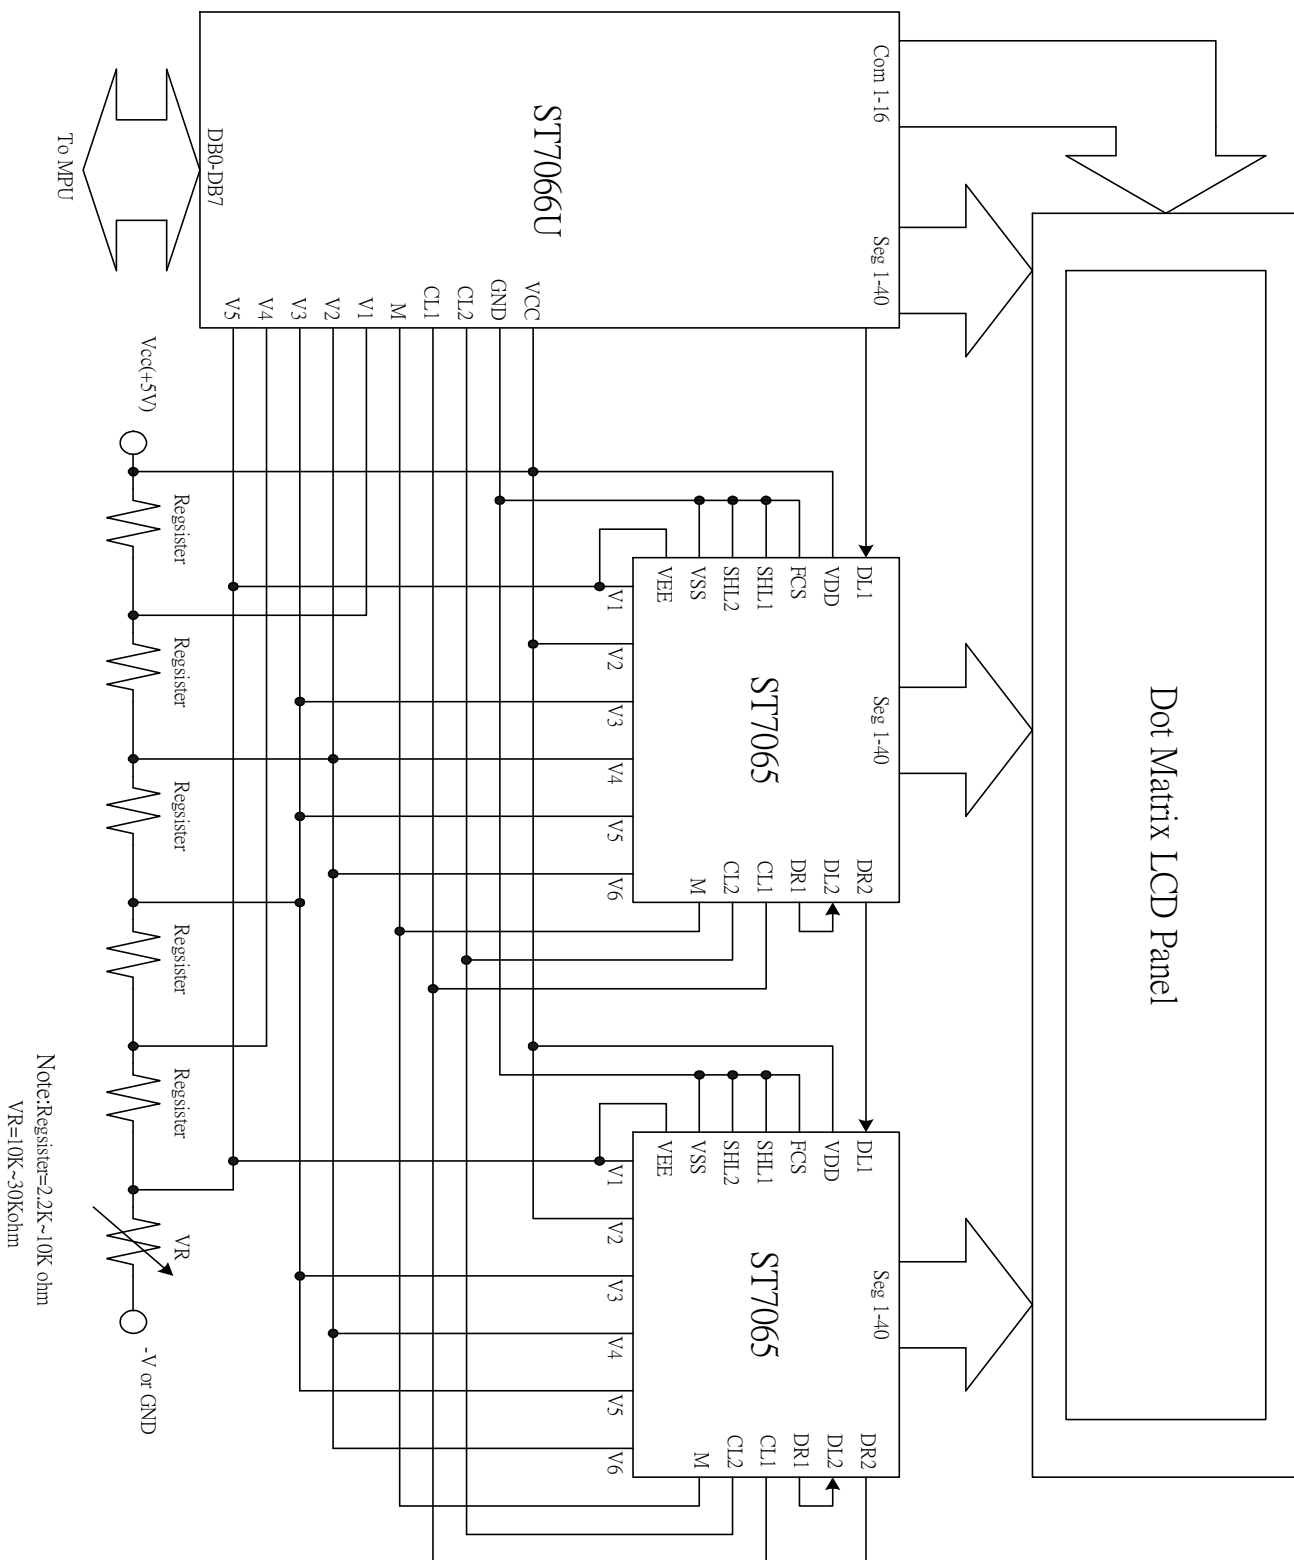 Dot Matrix LCD Panel
Com 1-16
Seg 1-40
Seg 1-40
Seg 1-40
ST7066U
DB0-DB7
To MPU
VCC
GND
CL2
CL1
M
V1
V2
V3
V4
V5
DL1
VDD
FCS
SHL1
SHL2
VSS
VEE
ST7065
V1
V2
V3
V4
V5
V6
DR2
DL2
DR1
CL1
CL2
M
DL1
VDD
FCS
SHL1
SHL2
VSS
VEE
ST7065
V1
V2
V3
V4
V5
V6
DR2
DL2
DR1
CL1
CL2
M
Vcc(+5V)
Regsister
Regsister
Regsister
Regsister
Regsister
VR
-V or GND
Note:Regsister=2.2K~10K ohm
VR=10K~30Kohm